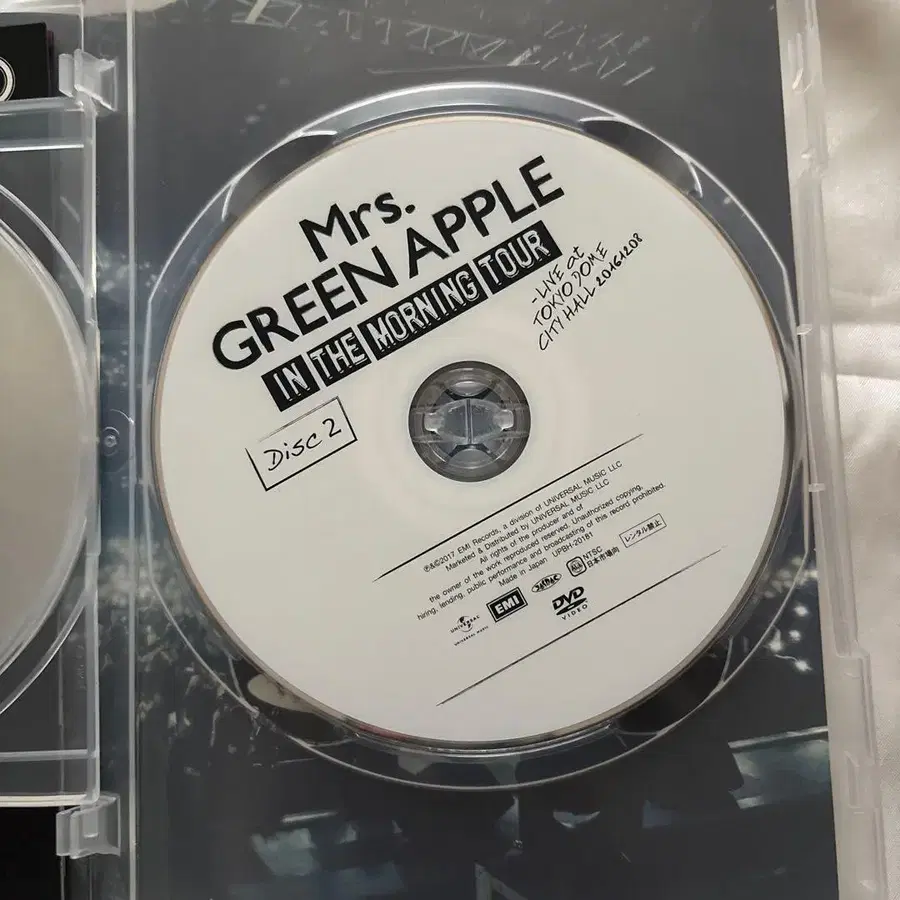 Mrs.
GREEN APPLE
IN THE MORNING TOUR
-LIVE at
TOKYO DOME
CITY HALL 20161208
Disc 2
℗&©2017 EMI Records, a division of UNIVERSAL MUSIC LLC
Marketed & Distributed by UNIVERSAL MUSIC LLC
All rights of the producer and of
the owner of the work reproduced reserved. Unauthorized copying,
hiring, lending, public performance and broadcasting of this record prohibited.
Made in Japan UPBH-20181
レンタル禁止
UNIVERSAL
UNIVERSAL MUSIC
EMI
JASRAC
ALL
NTSC
日本市場向
DVD
VIDEO